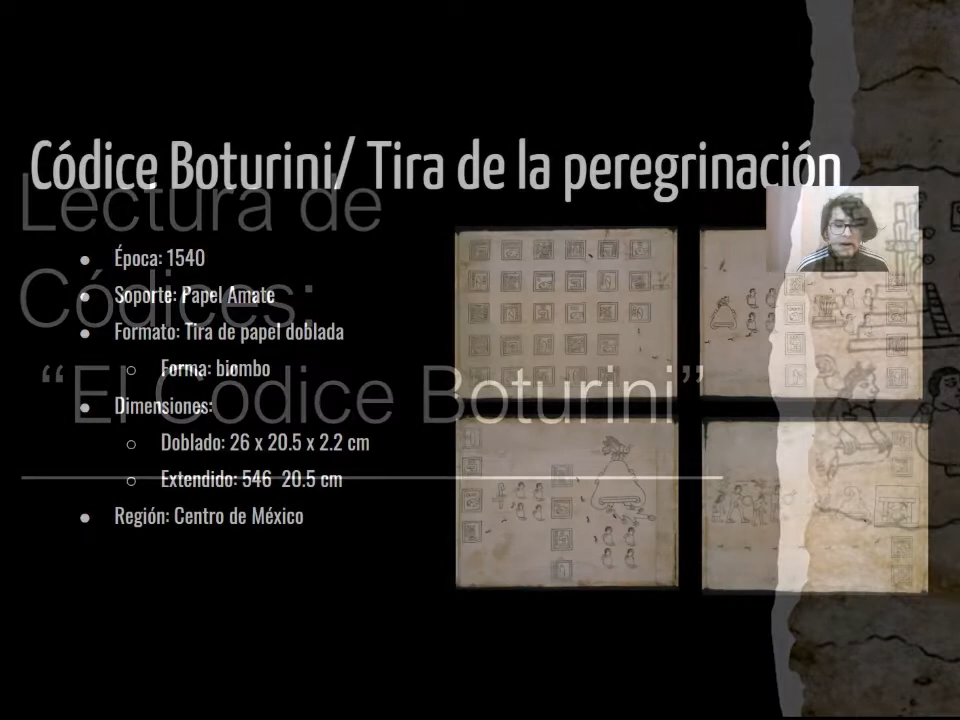 Códice Boturini/ Tira de la peregrinación
Lectura de
Códices:
“El Códice Boturini”
● Época: 1540
● Soporte: Papel Amate
● Formato: Tira de papel doblada
○ Forma: biombo
● Dimensiones:
○ Doblado: 26 x 20.5 x 2.2 cm
○ Extendido: 546 20.5 cm
● Región: Centro de México